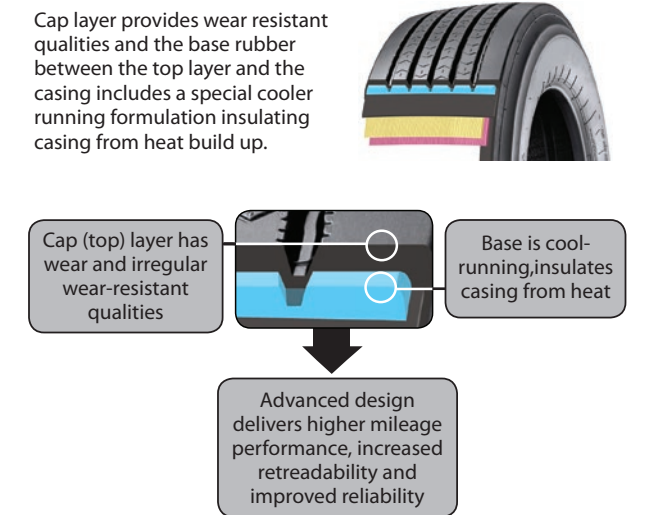 Cap layer provides wear resistant
qualities and the base rubber
between the top layer and the
casing includes a special cooler
running formulation insulating
casing from heat build up.
Cap (top) layer has
wear and irregular
wear-resistant
qualities
Base is cool-
running,insulates
casing from heat
Advanced design
delivers higher mileage
performance, increased
retreadability and
improved reliability